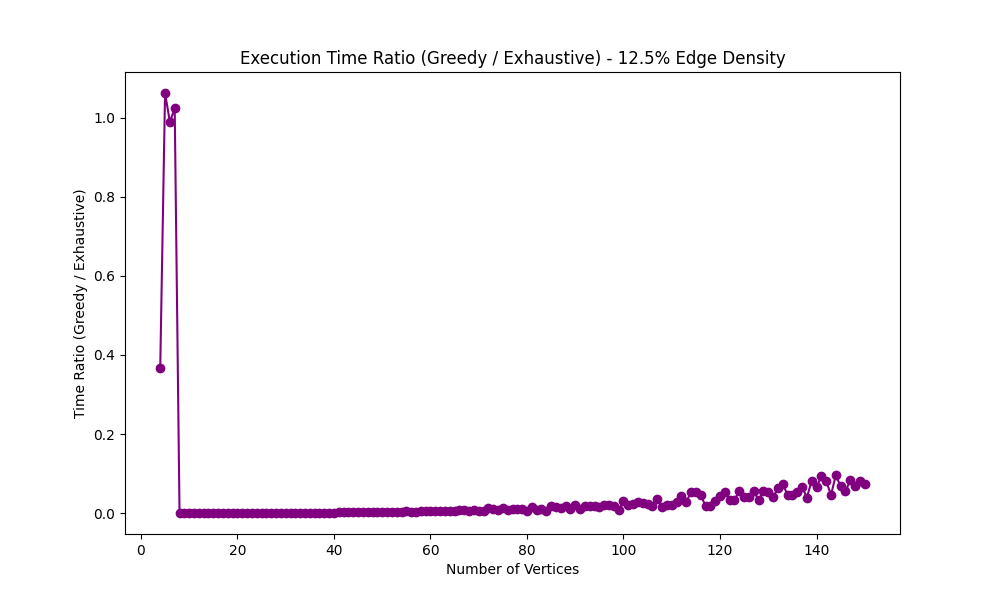 Execution Time Ratio (Greedy / Exhaustive) - 12.5% Edge Density
Time Ratio (Greedy / Exhaustive)
1.0
0.8
0.6
0.4
0.2
0.0
0 20 40 60 80 100 120 140
Number of Vertices